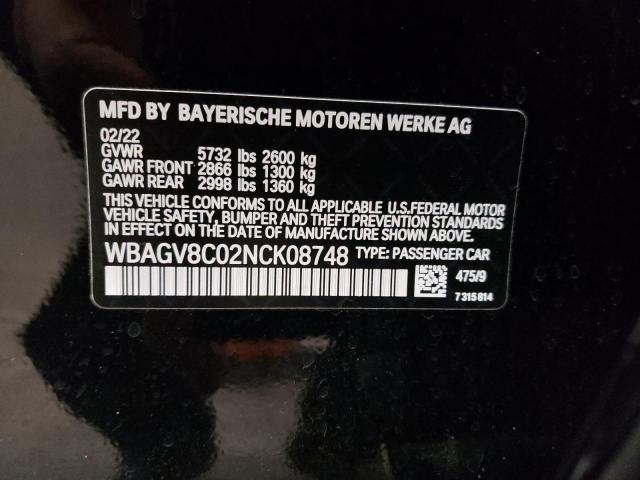 MFD BY BAYERISCHE MOTOREN WERKE AG
02/22
GVWR 5732 lbs 2600 kg
GAWR FRONT 2866 lbs 1300 kg
GAWR REAR 2998 lbs 1360 kg
THIS VEHICLE CONFORMS TO ALL APPLICABLE U.S.FEDERAL MOTOR
VEHICLE SAFETY, BUMPER AND THEFT PREVENTION STANDARDS
IN EFFECT ON THE DATE OF MANUFACTURE SHOWN ABOVE.
WBAGV8C02NCK08748 TYPE: PASSENGER CAR
475/9
7315814